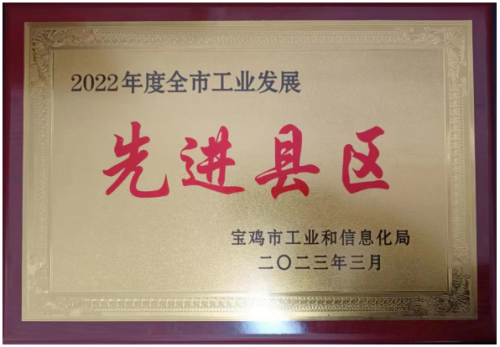 2022年度全市工业发展
先进县区
宝鸡市工业和信息化局
二〇二三年三月